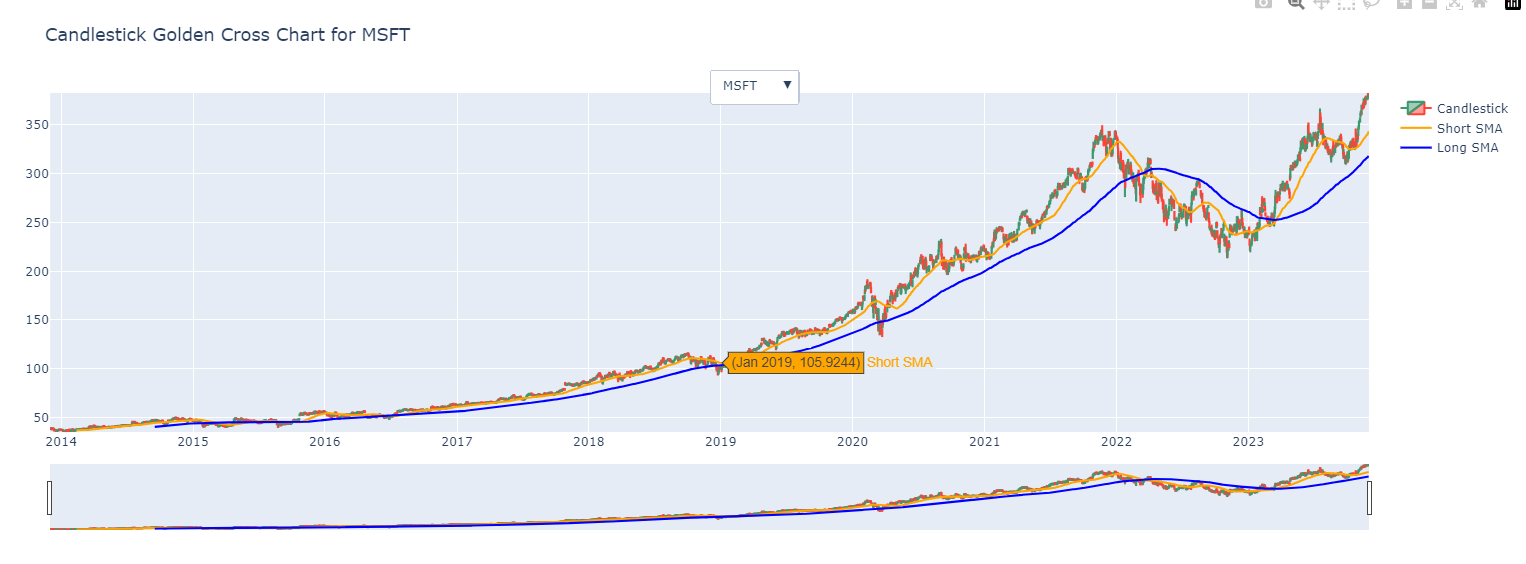 Candlestick Golden Cross Chart for MSFT
MSFT ▼
350
300
250
200
150
100
50
Candlestick
Short SMA
Long SMA
(Jan 2019, 105.9244) Short SMA
2014 2015 2016 2017 2018 2019 2020 2021 2022 2023